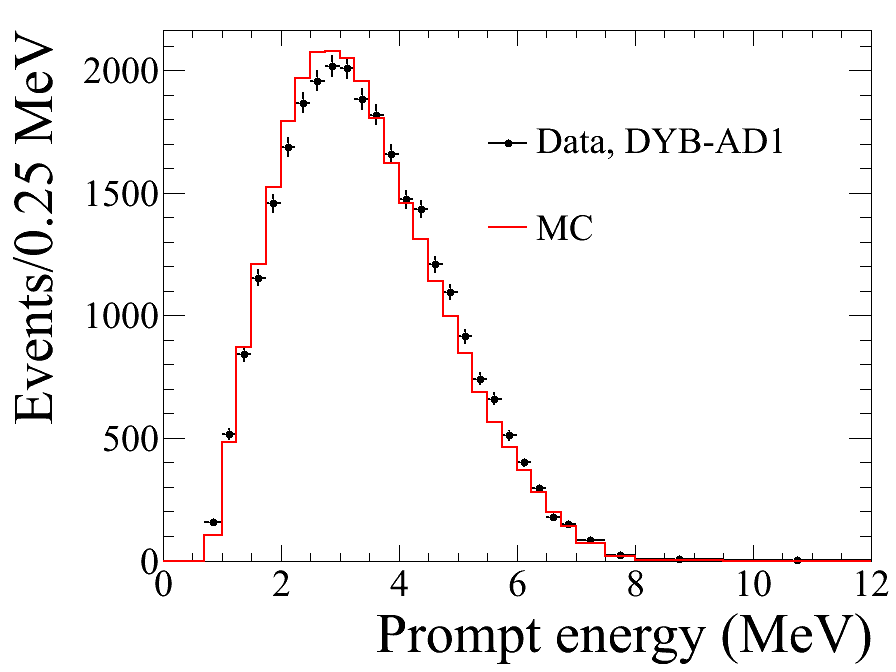 Events/0.25 MeV
2000
1500
1000
500
0
Data, DYB-AD1
MC
0 2 4 6 8 10 12
Prompt energy (MeV)